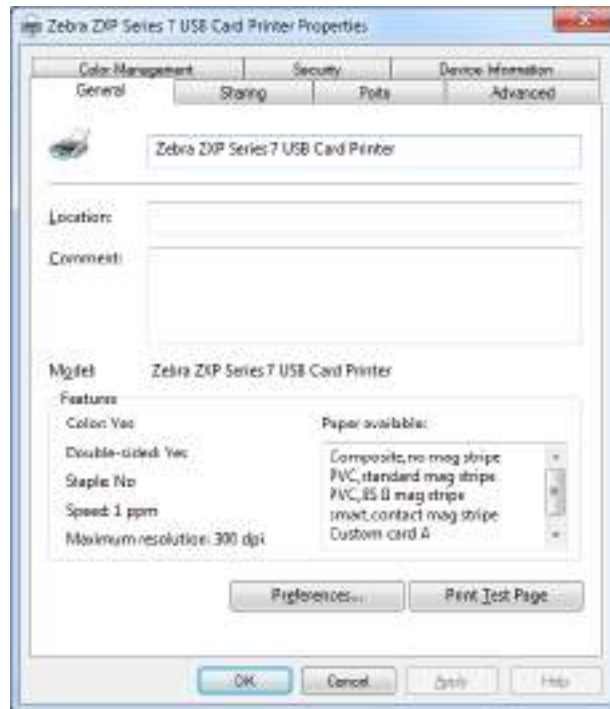 Zebra ZXP Series 7 USB Card Printer Properties
Color Management Security Device Information
General Sharing Ports Advanced
Zebra ZXP Series 7 USB Card Printer
Location:
Comment:
Model: Zebra ZXP Series 7 USB Card Printer
Features
Color: Yes Paper available:
Double-sided: Yes Composite,no mag stripe
Staple: No PVC,standard mag stripe
Speed: 1 ppm PVC, mag stripe
smart,contact mag stripe
Maximum resolution: 300 dpi Custom card A
Preferences... Print Test Page
OK Cancel Apply Help